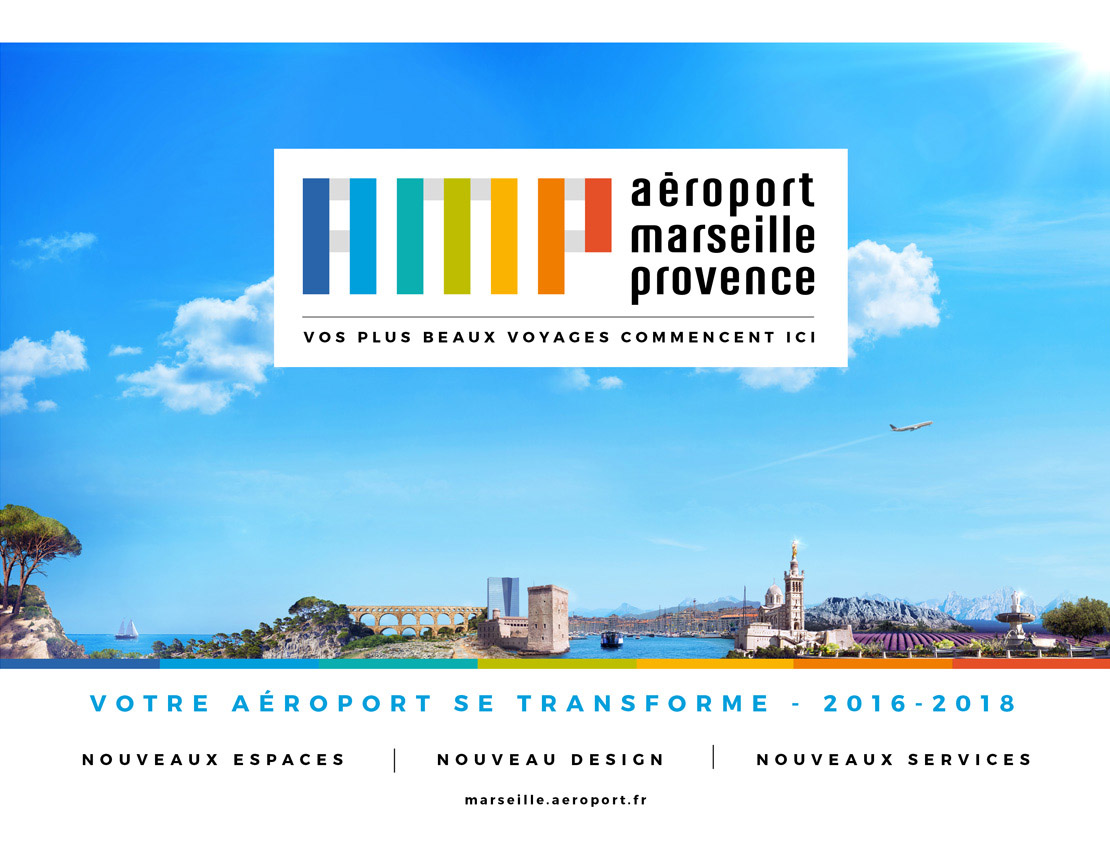 AMP
aéroport
marseille
provence
VOS PLUS BEAUX VOYAGES COMMENCENT ICI
VOTRE AÉROPORT SE TRANSFORME - 2016-2018
NOUVEAUX ESPACES | NOUVEAU DESIGN | NOUVEAUX SERVICES
marseille.aeroport.fr